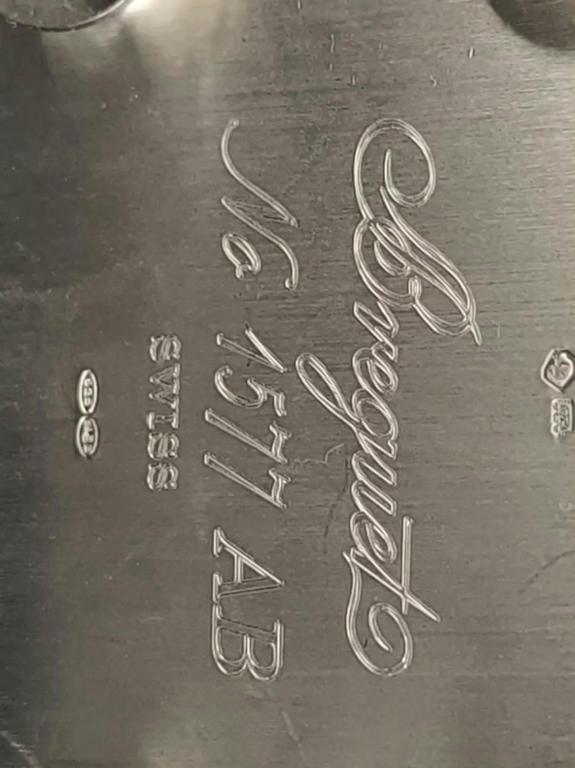 Breguet
No 1577 AB
SWISS